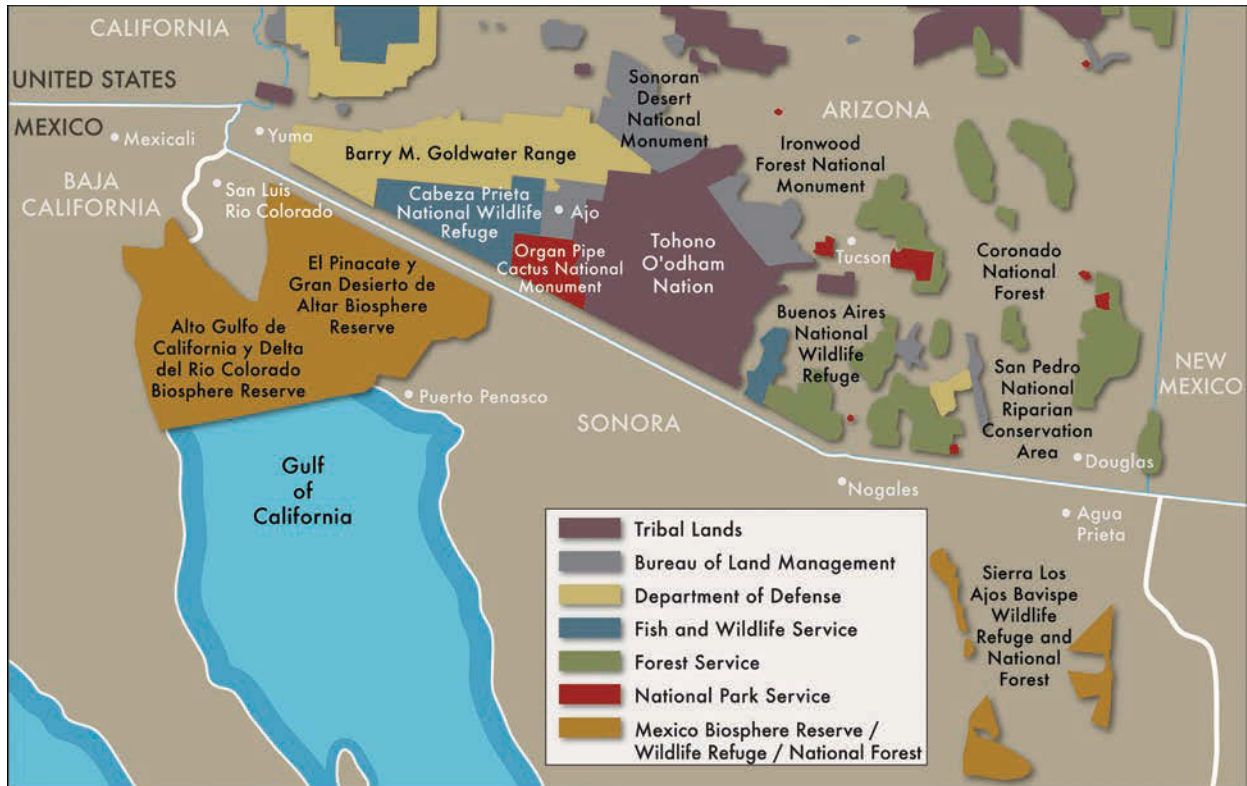 CALIFORNIA
UNITED STATES
MEXICO
Mexicali
Yuma
BAJA
CALIFORNIA
San Luis
Rio Colorado
Barry M. Goldwater Range
Sonoran
Desert
National
Monument
ARIZONA
Ironwood
Forest National
Monument
Cabeza Prieta
National Wildlife
Refuge
Ajo
Organ Pipe
Cactus National
Monument
Tohono
O'odham
Nation
Tucson
Coronado
National
Forest
El Pinacate y
Gran Desierto de
Altar Biosphere
Reserve
Alto Gulfo de
California y Delta
del Rio Colorado
Biosphere Reserve
Buenos Aires
National
Wildlife
Refuge
San Pedro
National
Riparian
Conservation
Area
NEW
MEXICO
Puerto Penasco
SONORA
Douglas
Nogales
Agua
Prieta
Gulf
of
California
Sierra Los
Ajos Bavispe
Wildlife
Refuge and
National
Forest
Tribal Lands
Bureau of Land Management
Department of Defense
Fish and Wildlife Service
Forest Service
National Park Service
Mexico Biosphere Reserve /
Wildlife Refuge / National Forest